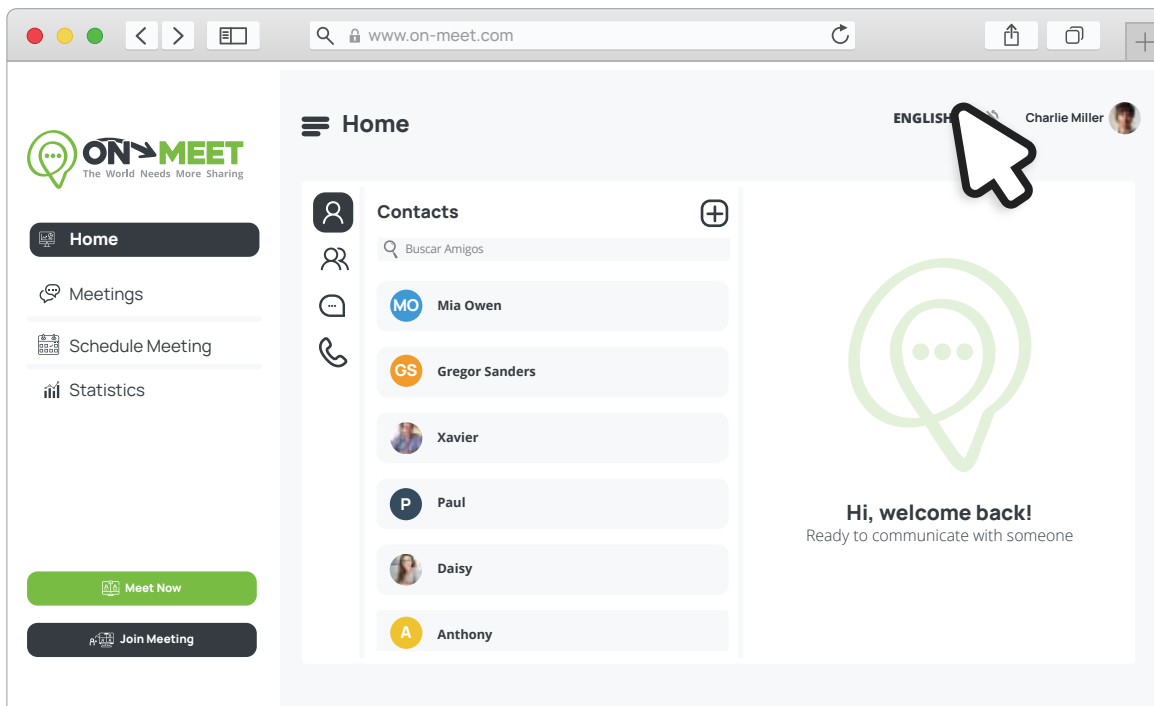 www.on-meet.com
ON MEET
The World Needs More Sharing
Home
Meetings
Schedule Meeting
Statistics
Meet Now
Join Meeting
Home
ENGLISH
Charlie Miller
Contacts
Buscar Amigos
MO Mia Owen
GS Gregor Sanders
Xavier
P Paul
Daisy
A Anthony
Hi, welcome back!
Ready to communicate with someone